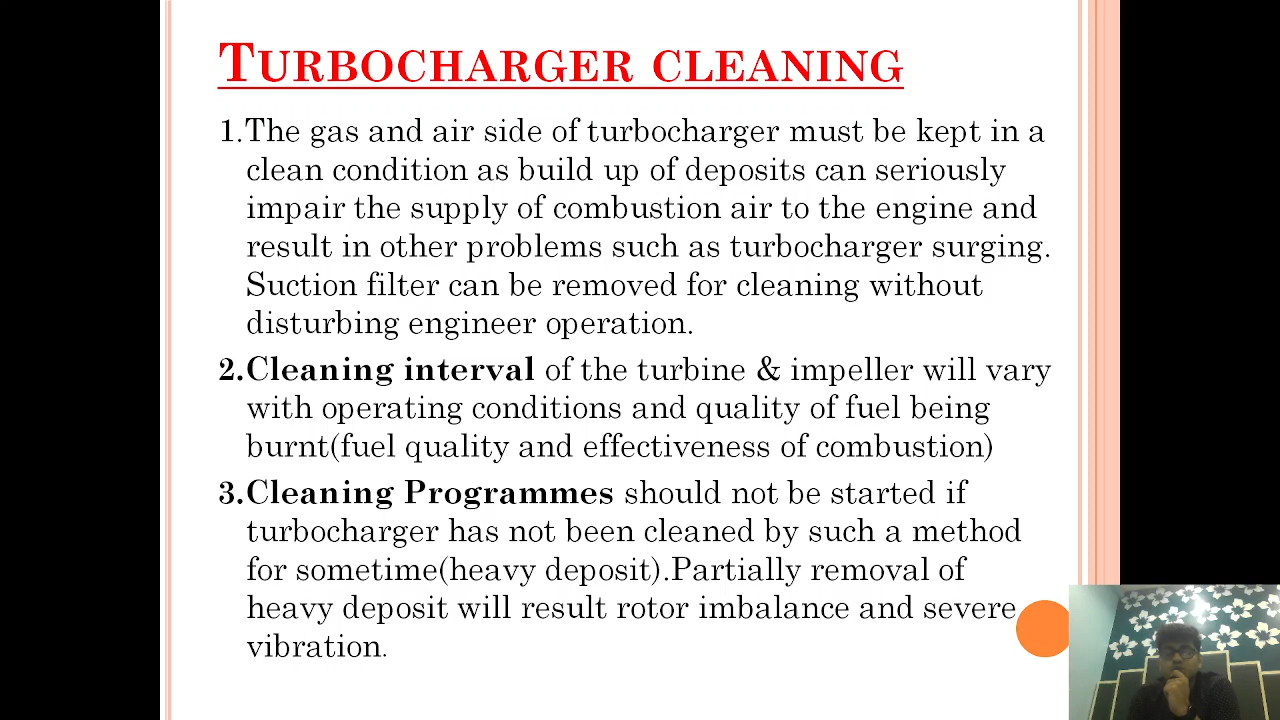 TURBOCHARGER CLEANING
1.The gas and air side of turbocharger must be kept in a
clean condition as build up of deposits can seriously
impair the supply of combustion air to the engine and
result in other problems such as turbocharger surging.
Suction filter can be removed for cleaning without
disturbing engineer operation.
2.Cleaning interval of the turbine & impeller will vary
with operating conditions and quality of fuel being
burnt(fuel quality and effectiveness of combustion)
3.Cleaning Programmes should not be started if
turbocharger has not been cleaned by such a method
for sometime(heavy deposit).Partially removal of
heavy deposit will result rotor imbalance and severe
vibration.